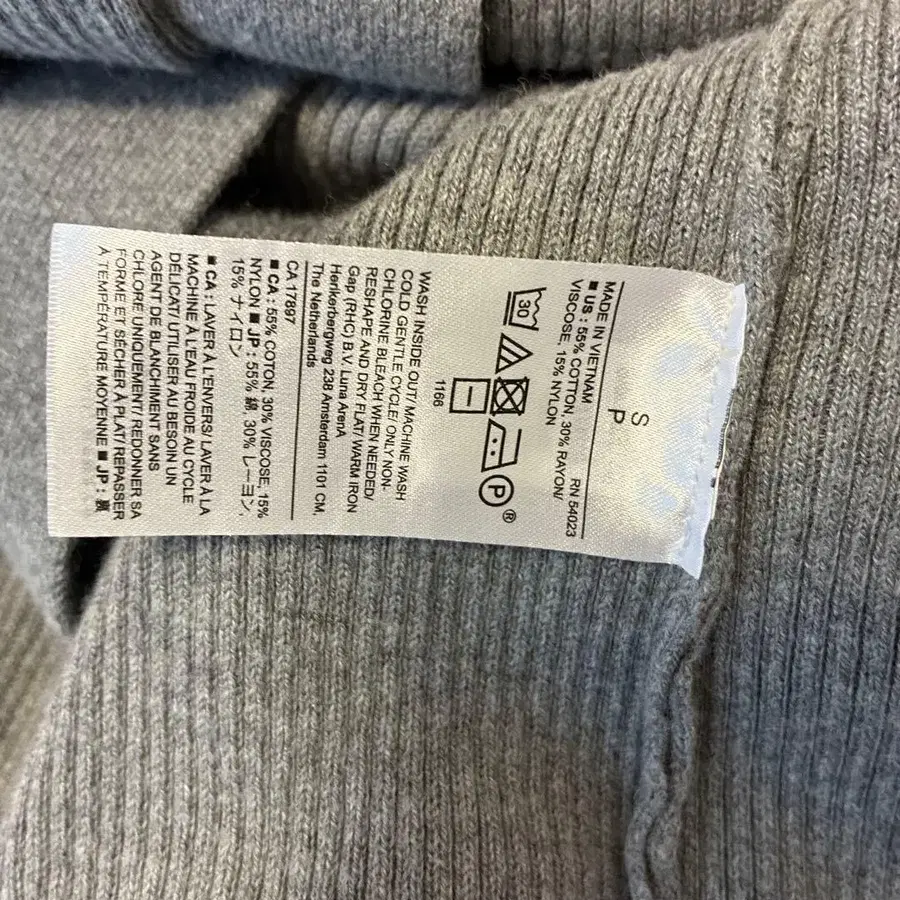 S
P
MADE IN VIETNAM RN 54023
■ US : 55% COTTON, 30% RAYON/
VISCOSE, 15% NYLON
30
P
®
1166
WASH INSIDE OUT/ MACHINE WASH
COLD GENTLE CYCLE/ ONLY NON-
CHLORINE BLEACH WHEN NEEDED/
RESHAPE AND DRY FLAT/ WARM IRON
Gap (RHC) B.V. Luna ArenA
Herikerbergweg 238 Amsterdam 1101 CM,
The Netherlands
CA 17897
■ CA : 55% COTON, 30% VISCOSE, 15%
NYLON ■ JP : 55% 綿, 30% レーヨン,
15% ナイロン
■ CA : LAVER À L'ENVERS/ LAVER À LA
MACHINE À L'EAU FROIDE AU CYCLE
DÉLICAT/ UTILISER AU BESOIN UN
AGENT DE BLANCHIMENT SANS
CHLORE UNIQUEMENT/ REDONNER SA
FORME ET SÉCHER À PLAT/ REPASSER
À TEMPÉRATURE MOYENNE ■ JP : 裏